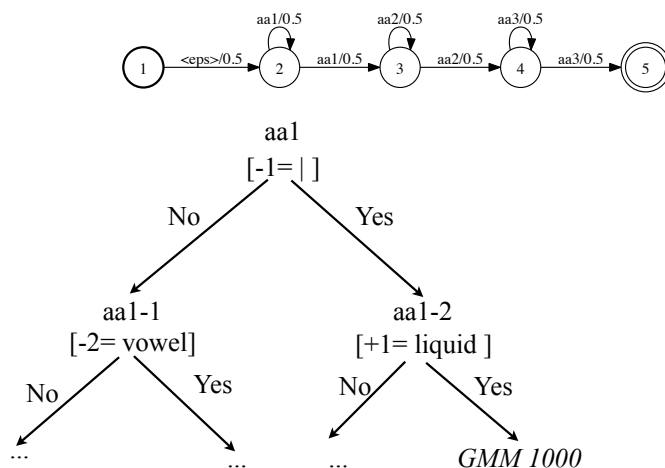 aa1/0.5 aa2/0.5 aa3/0.5
1 <eps>/0.5 2 aa1/0.5 3 aa2/0.5 4 aa3/0.5 5
aa1
[-1= | ]
No Yes
aa1-1 aa1-2
[-2= vowel] [+1= liquid ]
No Yes No Yes
... ... ... GMM 1000